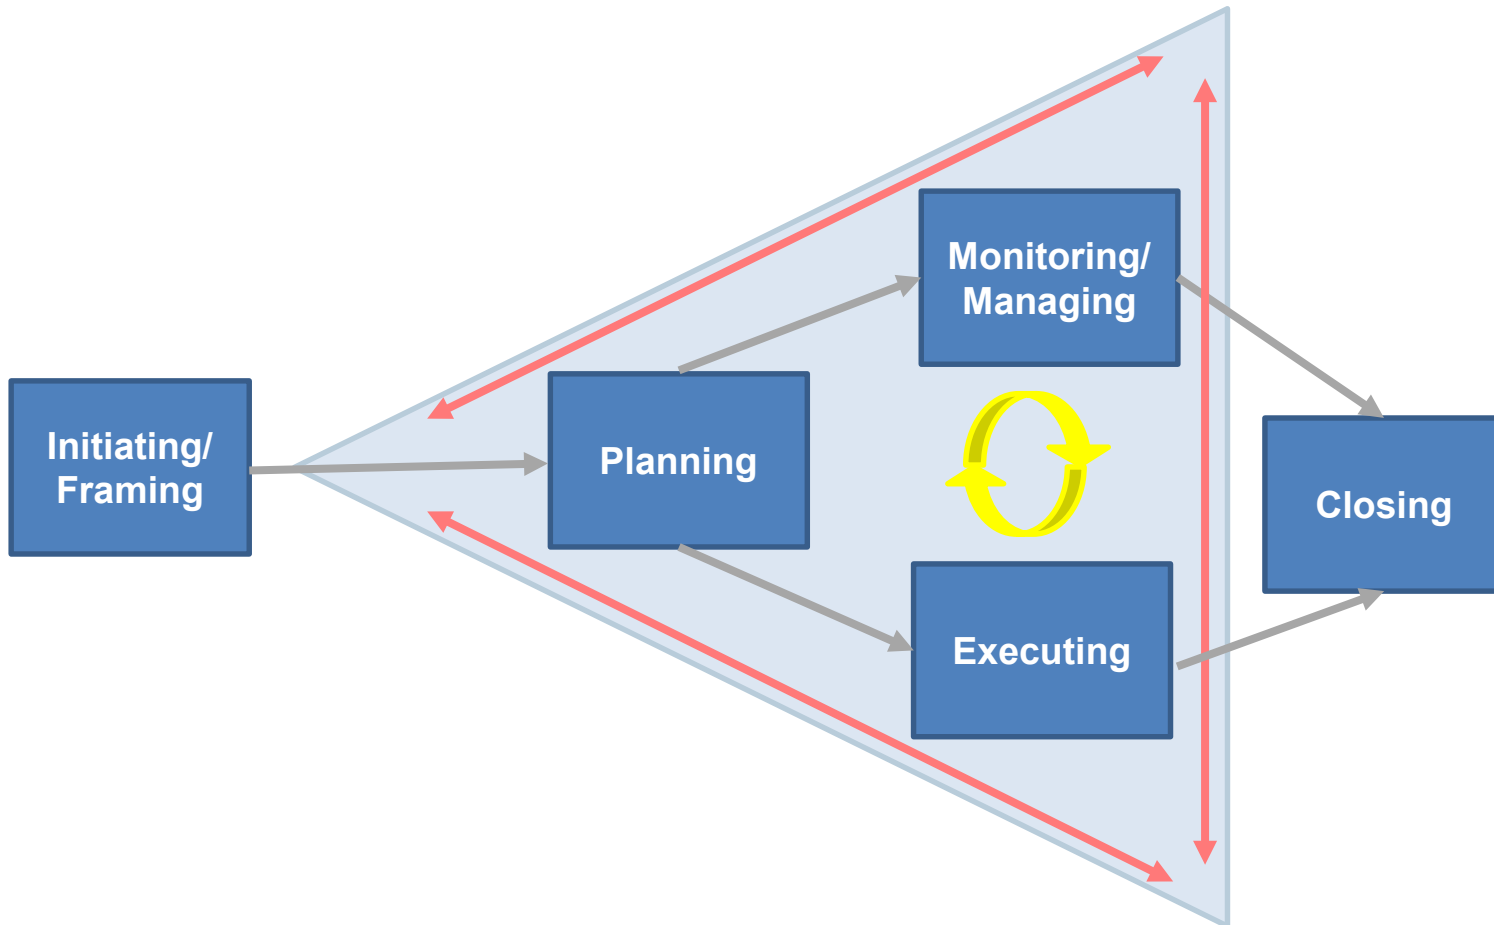 Initiating/
Framing
Planning
Monitoring/
Managing
Executing
Closing